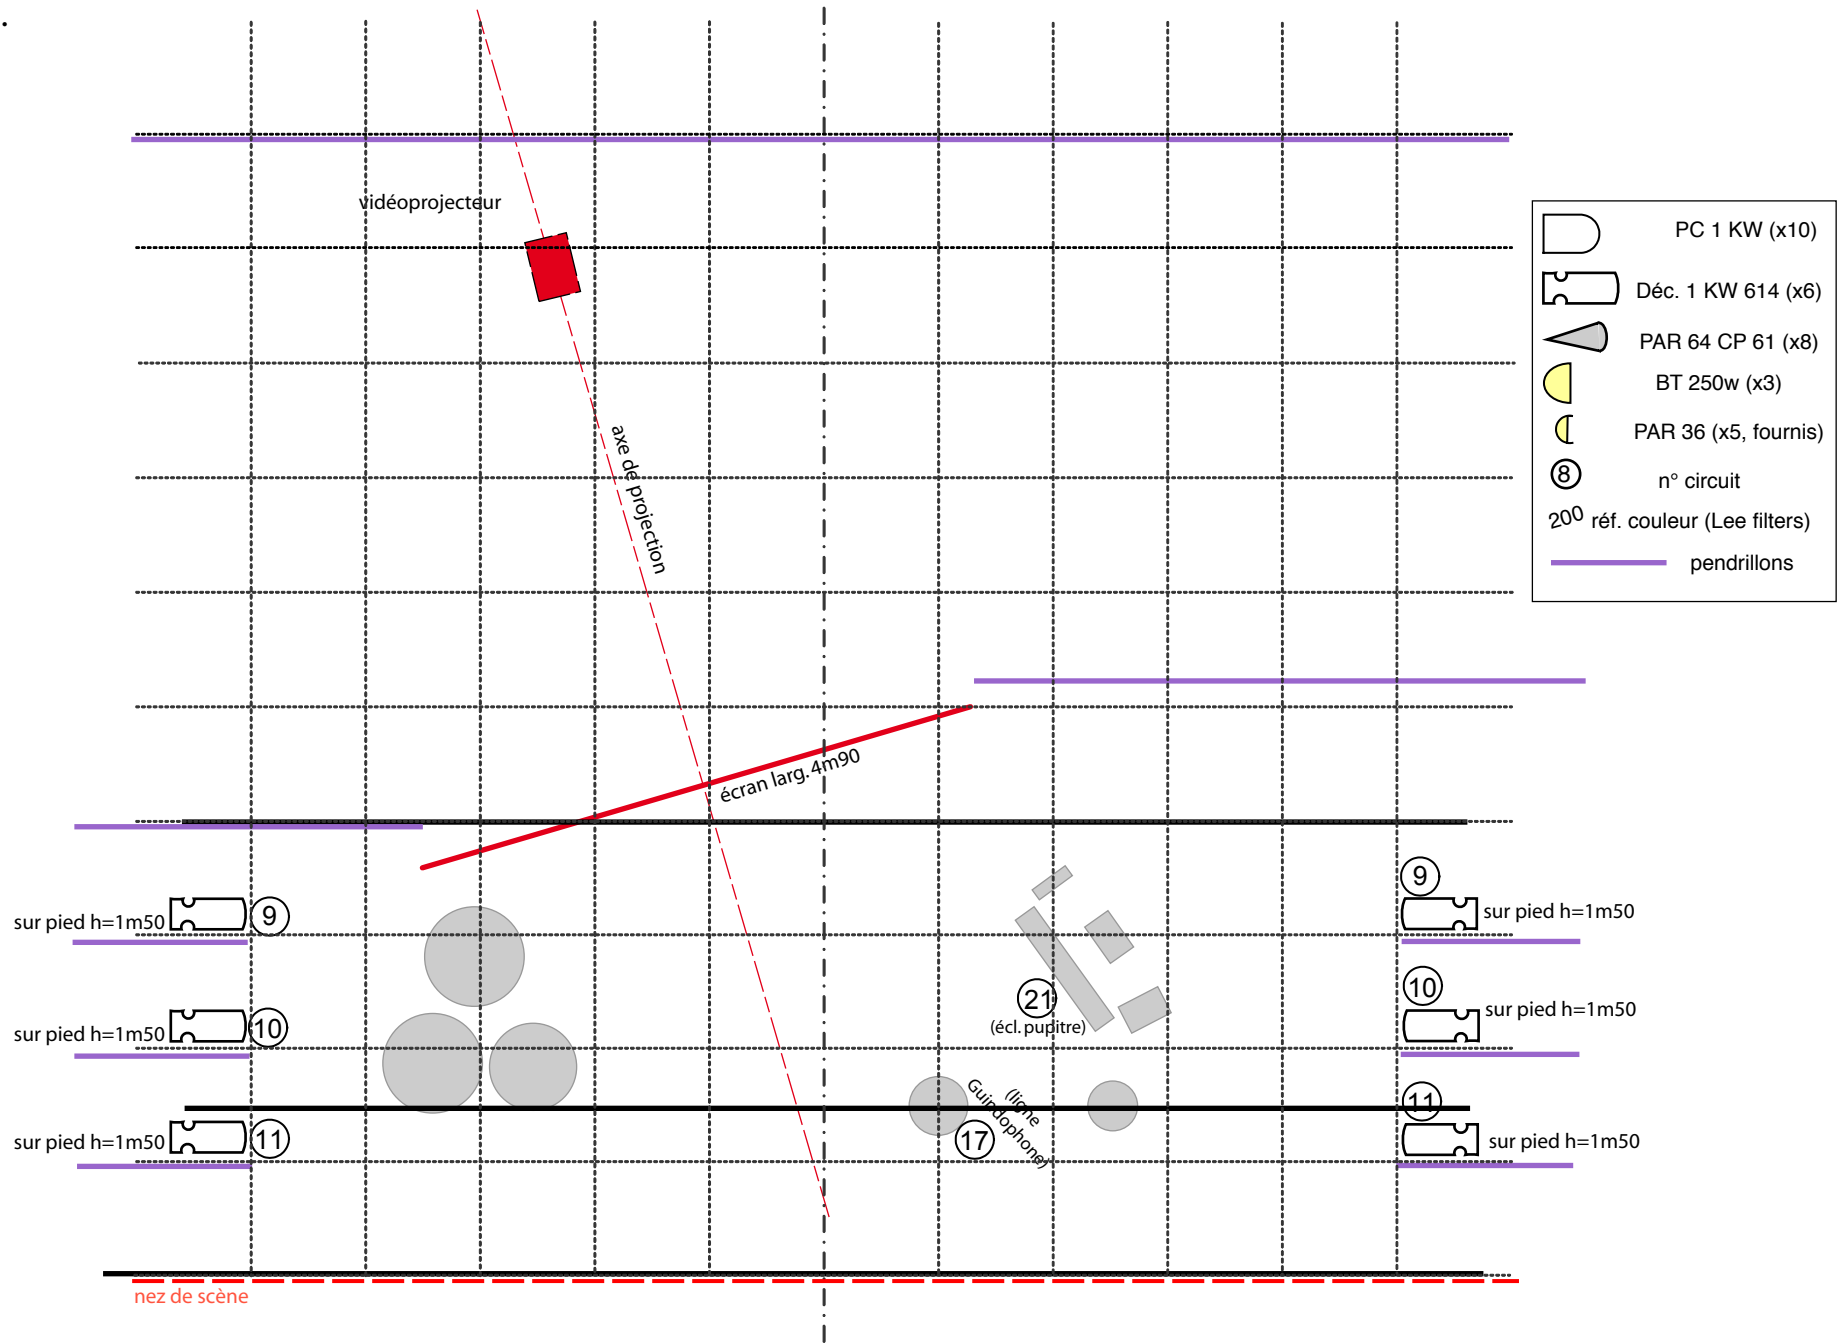 .
vidéoprojecteur
PC 1 KW (x10)
Déc. 1 KW 614 (x6)
PAR 64 CP 61 (x8)
BT 250w (x3)
PAR 36 (x5, fournis)
8 n° circuit
200 réf. couleur (Lee filters)
pendrillons
axe de projection
écran larg. 4m90
sur pied h=1m50 9
9 sur pied h=1m50
sur pied h=1m50 10
10 sur pied h=1m50
21
(écl. pupitre)
sur pied h=1m50 11
11 sur pied h=1m50
(ligne
Guindophone)
17
nez de scène